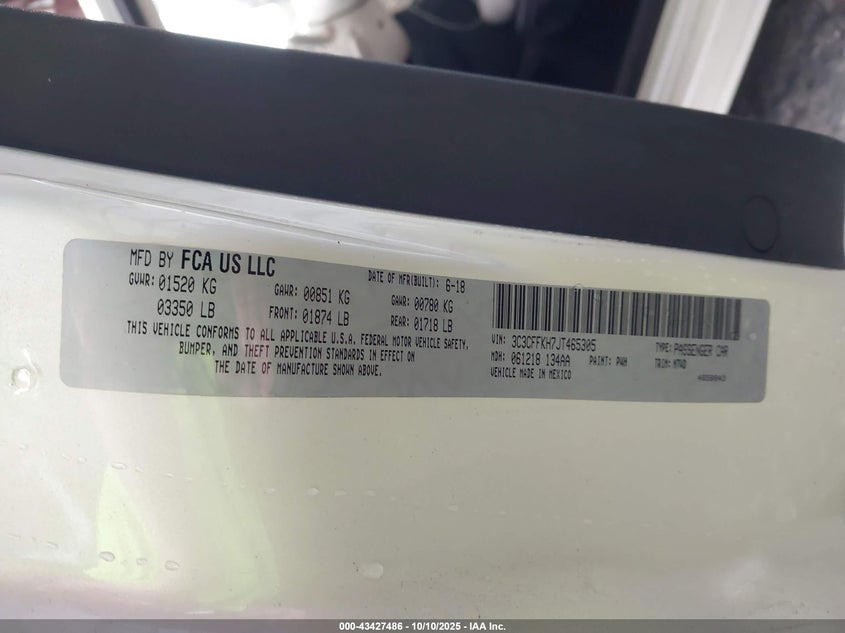 MFD BY FCA US LLC
DATE OF MFR(BUILT): 6-18
GVWR: 01520 KG
GAWR: 00851 KG
GAWR: 00780 KG
03350 LB
FRONT: 01874 LB
REAR: 01718 LB
THIS VEHICLE CONFORMS TO ALL APPLICABLE U.S.A. FEDERAL MOTOR VEHICLE SAFETY,
BUMPER, AND THEFT PREVENTION STANDARDS IN EFFECT ON
THE DATE OF MANUFACTURE SHOWN ABOVE.
VIN: 3C3CFFKH7JT465305
TYPE: PASSENGER CAR
MDH: 061218 134AA
PAINT: PWH
TRIM:
VEHICLE MADE IN MEXICO
000-43427486 - 10/10/2025 - IAA Inc.